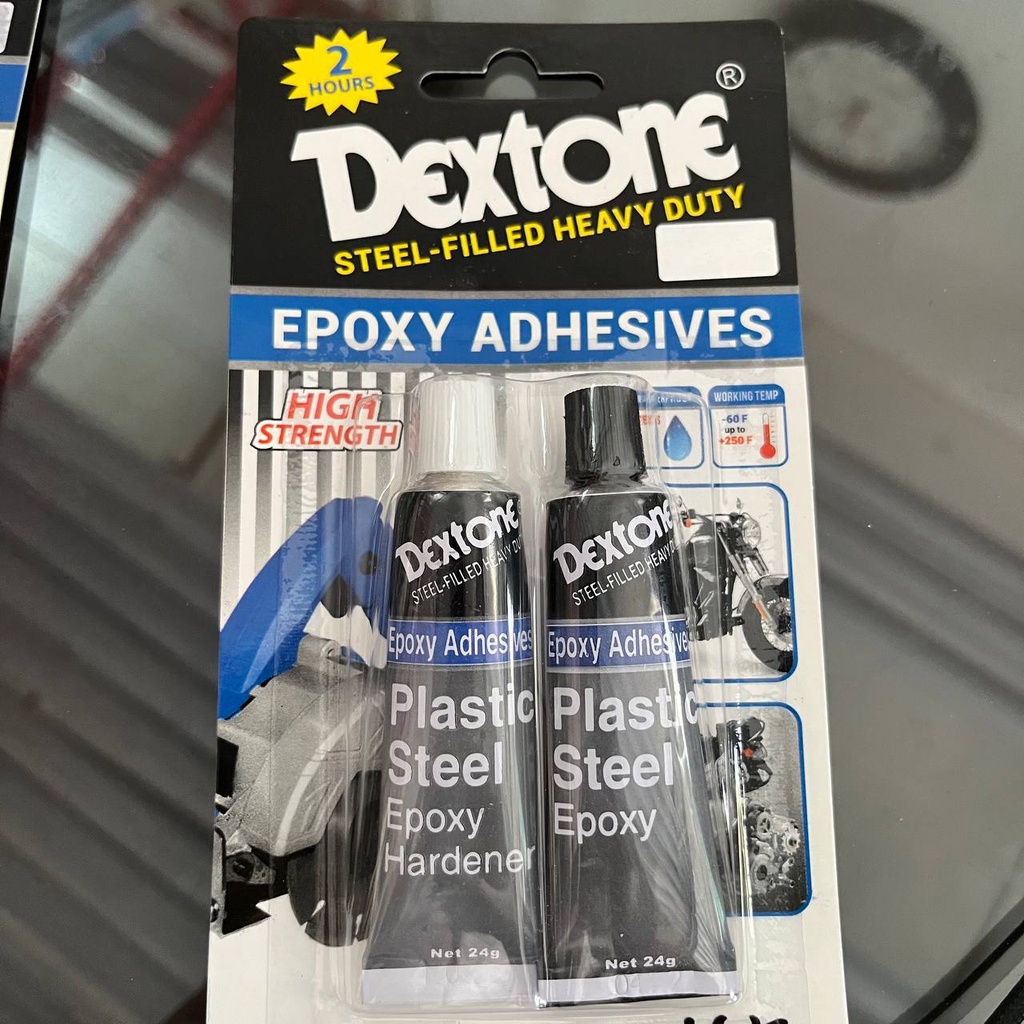 2
HOURS
DEXTONE®
STEEL-FILLED HEAVY DUTY
EPOXY ADHESIVES
HIGH
STRENGTH
WORKING TEMP
-60 F
up to
+250 F
DEXTONE®
STEEL-FILLED HEAVY
Epoxy Adhesives
Plastic
Steel
Epoxy
Hardener
Net 24g
DEXTONE
STEEL-FILLED HEAVY
Epoxy Adhesives
Plastic
Steel
Epoxy
Net 24g